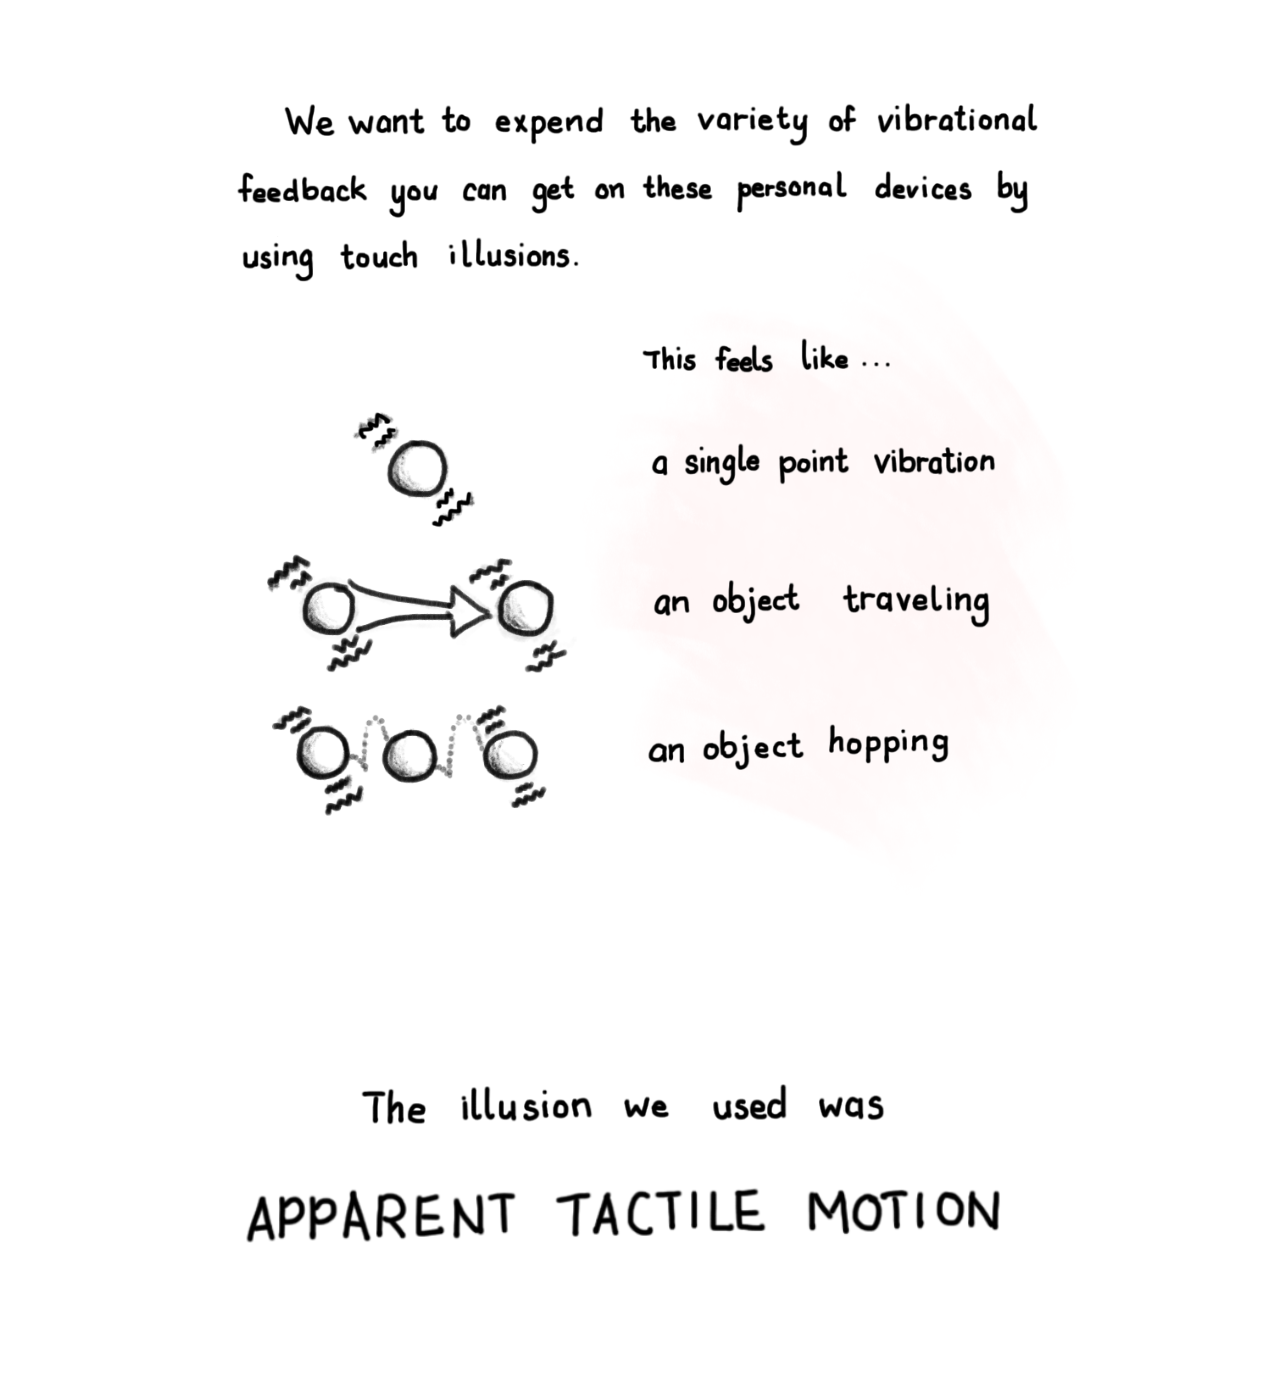 We want to expend the variety of vibrational
feedback you can get on these personal devices by
using touch illusions.
This feels like ...
a single point vibration
an object traveling
an object hopping
The illusion we used was
APPARENT TACTILE MOTION